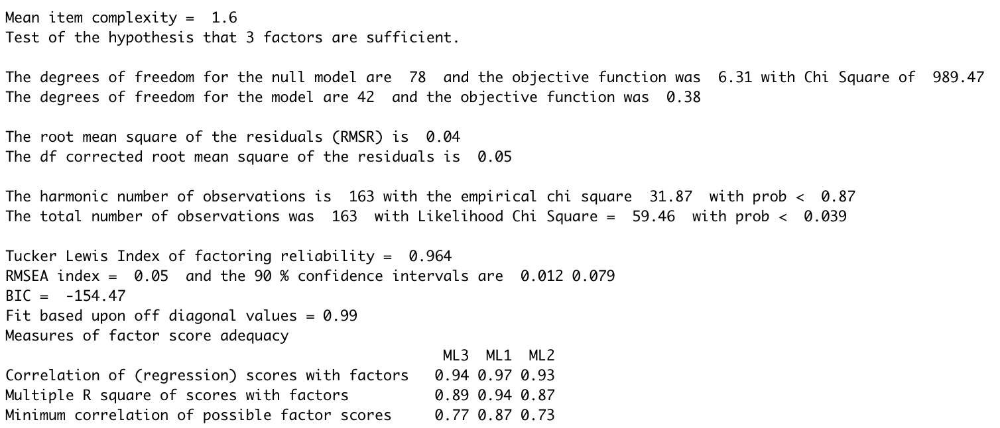 Mean item complexity =  1.6
Test of the hypothesis that 3 factors are sufficient.

The degrees of freedom for the null model are  78  and the objective function was  6.31 with Chi Square of  989.47
The degrees of freedom for the model are 42  and the objective function was  0.38

The root mean square of the residuals (RMSR) is  0.04
The df corrected root mean square of the residuals is  0.05

The harmonic number of observations is  163 with the empirical chi square  31.87  with prob <  0.87
The total number of observations was  163  with Likelihood Chi Square =  59.46  with prob <  0.039

Tucker Lewis Index of factoring reliability =  0.964
RMSEA index =  0.05  and the 90 % confidence intervals are  0.012 0.079
BIC =  -154.47
Fit based upon off diagonal values = 0.99
Measures of factor score adequacy
                                                   ML3  ML1  ML2
Correlation of (regression) scores with factors   0.94 0.97 0.93
Multiple R square of scores with factors          0.89 0.94 0.87
Minimum correlation of possible factor scores     0.77 0.87 0.73